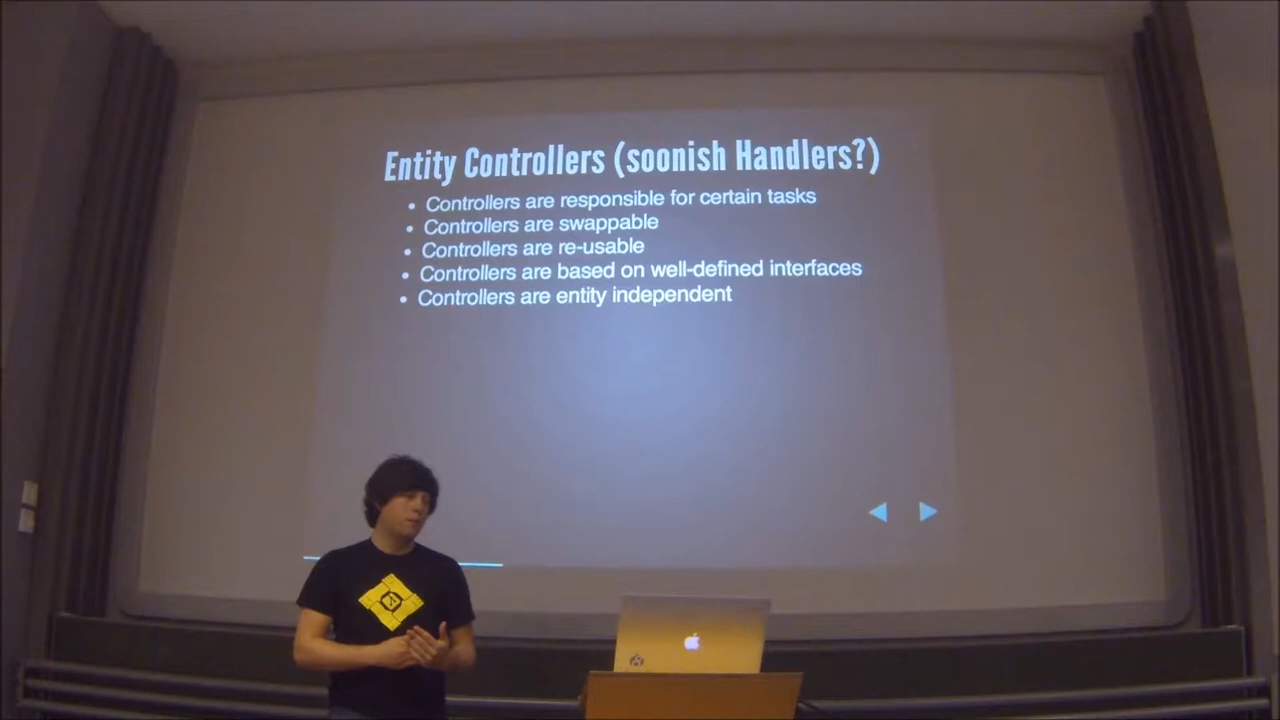 Entity Controllers (soonish Handlers?)
• Controllers are responsible for certain tasks
• Controllers are swappable
• Controllers are re-usable
• Controllers are based on well-defined interfaces
• Controllers are entity independent